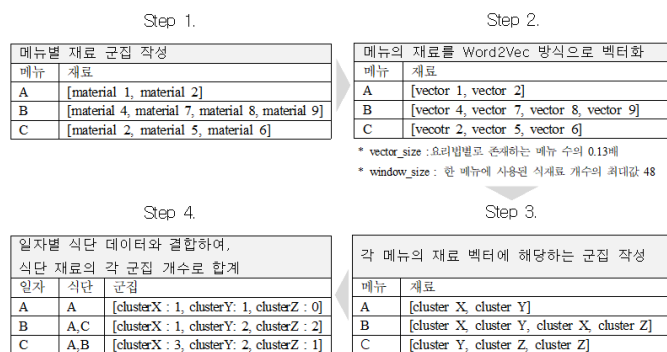 Step 1.
메뉴별 재료 군집 작성
메뉴 재료
A [material 1, material 2]
B [material 4, material 7, material 8, material 9]
C [material 2, material 5, material 6]
Step 2.
메뉴의 재료를 Word2Vec 방식으로 벡터화
메뉴 재료
A [vector 1, vector 2]
B [vector 4, vector 7, vector 8, vector 9]
C [vecotr 2, vector 5, vector 6]
* vector_size : 요리법별로 존재하는 메뉴 수의 0.13배
* window_size : 한 메뉴에 사용된 식재료 개수의 최대값 48
Step 3.
각 메뉴의 재료 벡터에 해당하는 군집 작성
메뉴 재료
A [cluster X, cluster Y]
B [cluster X, cluster Y, cluster X, cluster Z]
C [cluster Y, cluster Z, cluster Z]
Step 4.
일자별 식단 데이터와 결합하여,
식단 재료의 각 군집 개수로 합계
일자 식단 군집
A A [clusterX : 1, clusterY: 1, clusterZ : 0]
B A,C [clusterX : 1, clusterY: 2, clusterZ : 2]
C A,B [clusterX : 3, clusterY: 2, clusterZ : 1]